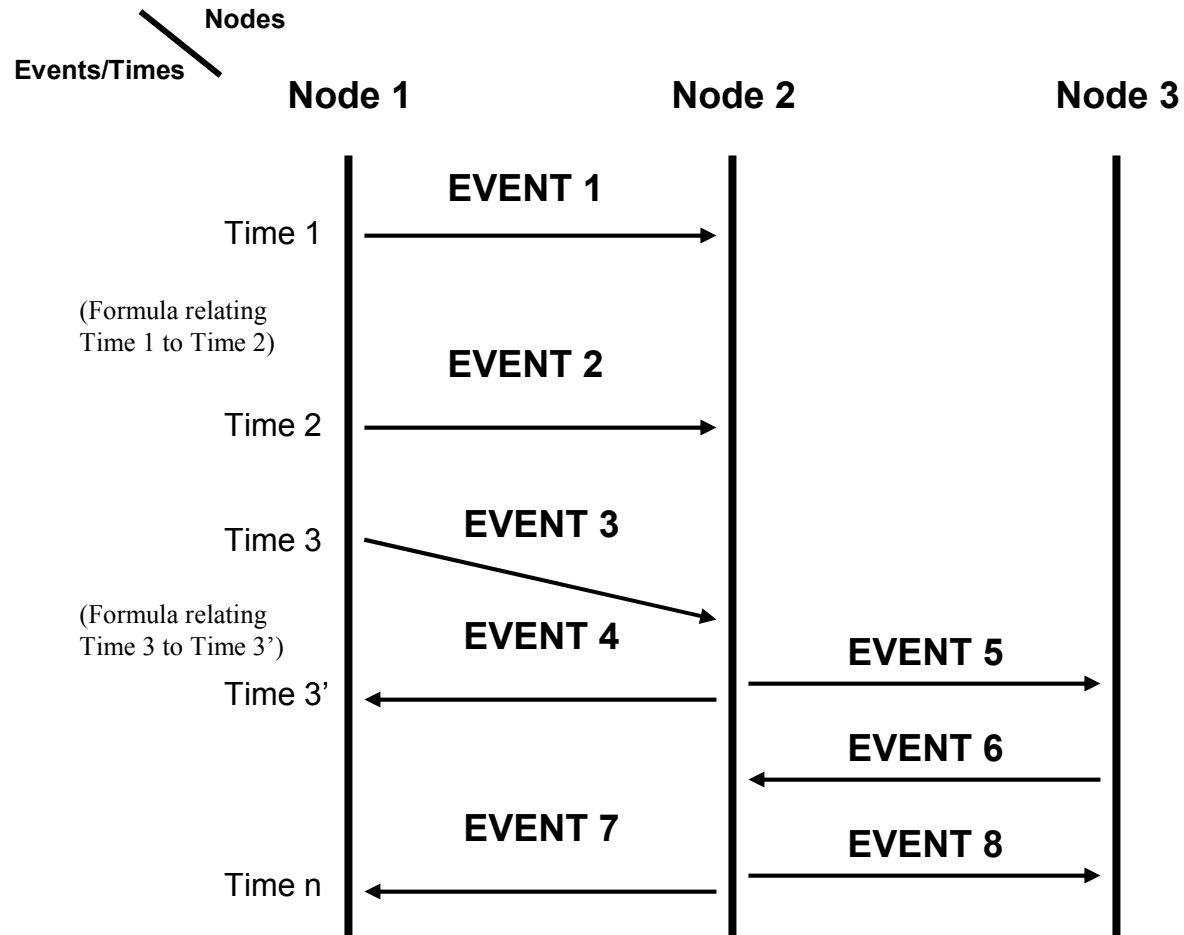 Nodes
Events/Times
Node 1
Node 2
Node 3
EVENT 1
Time 1
(Formula relating
Time 1 to Time 2)
EVENT 2
Time 2
EVENT 3
Time 3
(Formula relating
Time 3 to Time 3’)
EVENT 4
EVENT 5
Time 3’
EVENT 6
EVENT 7
EVENT 8
Time n